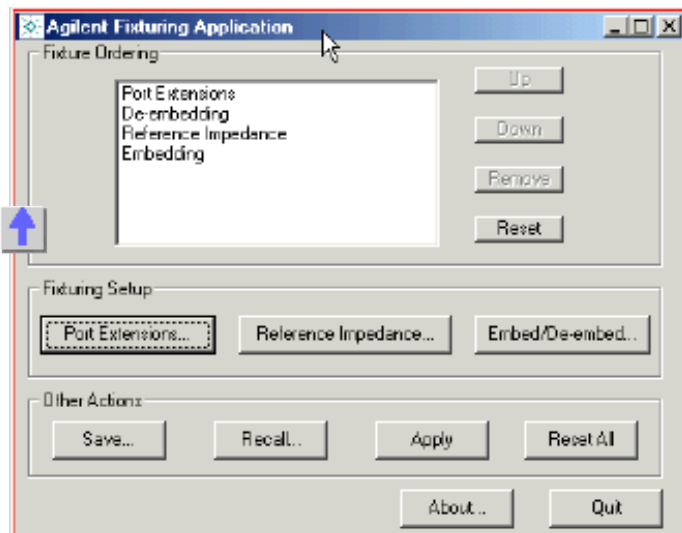 Agilent Fixturing Application
Fixture Ordering
Port Extensions
De-embedding
Reference Impedance
Embedding
Up
Down
Remove
Reset
Fixturing Setup
Port Extensions...
Reference Impedance...
Embed/De-embed...
Other Actions
Save...
Recall...
Apply
Reset All
About...
Quit